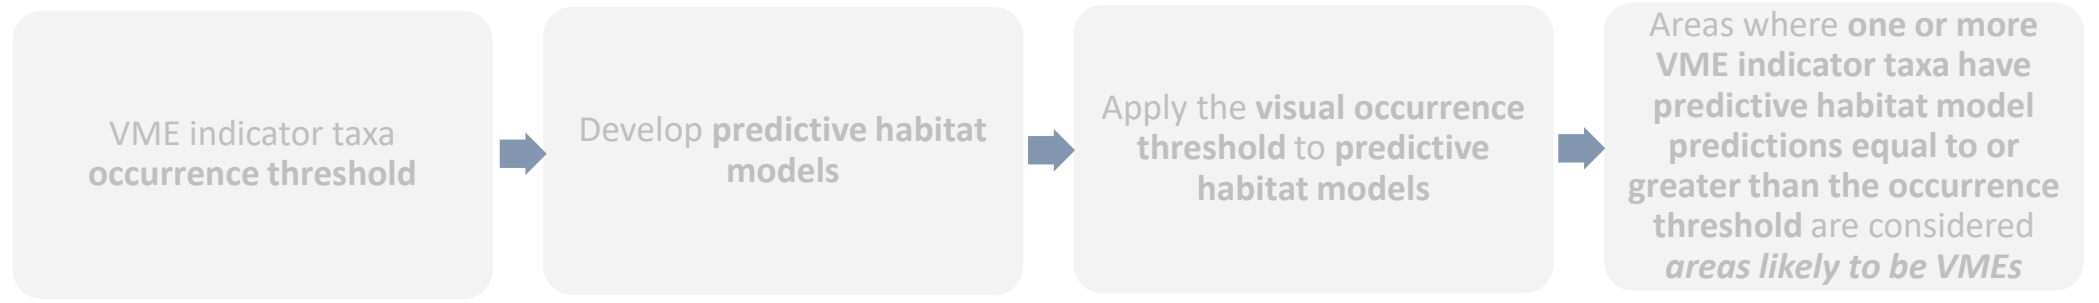 VME indicator taxa
occurrence threshold
Develop predictive habitat
models
Apply the visual occurrence
threshold to predictive
habitat models
Areas where one or more
VME indicator taxa have
predictive habitat model
predictions equal to or
greater than the occurrence
threshold are considered
areas likely to be VMEs